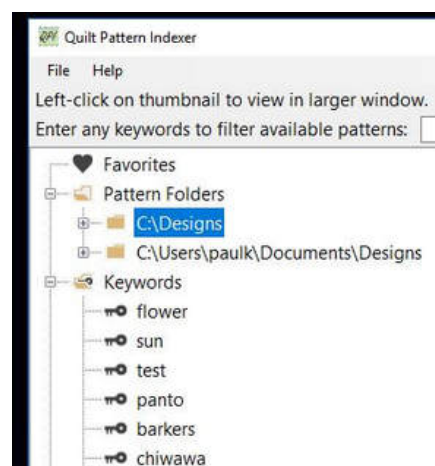 Quilt Pattern Indexer
File Help
Left-click on thumbnail to view in larger window.
Enter any keywords to filter available patterns:
Favorites
Pattern Folders
C:\Designs
C:\Users\paulk\Documents\Designs
Keywords
flower
sun
test
panto
barkers
chiwawa